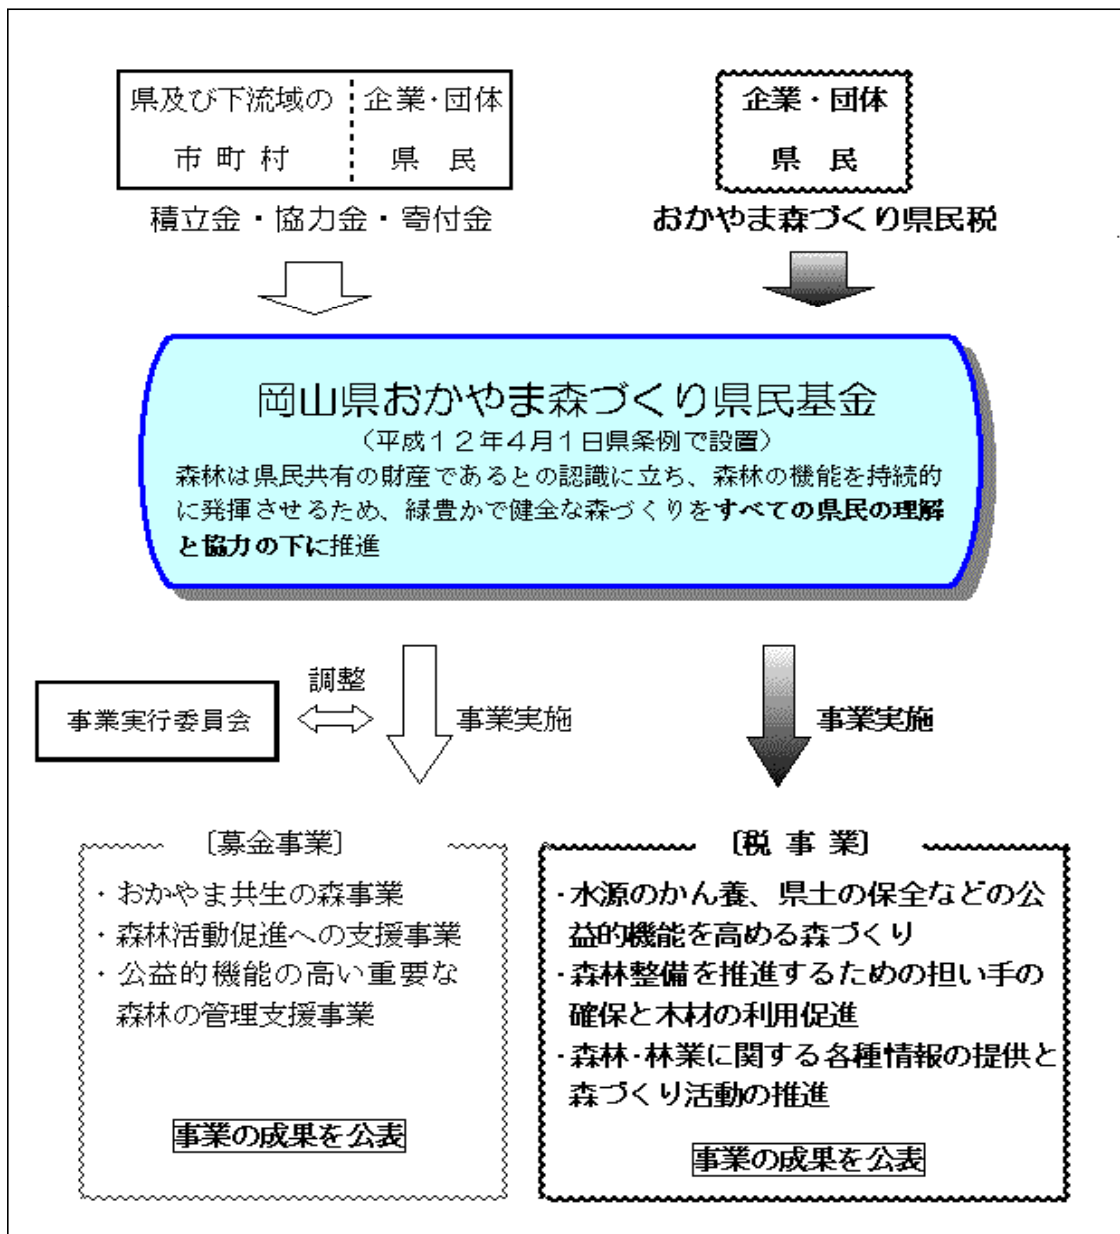 県及び下流域の
市町村
企業・団体
県 民
積立金・協力金・寄付金
企業・団体
県 民
おかやま森づくり県民税
岡山県おかやま森づくり県民基金
（平成１２年４月１日県条例で設置）
森林は県民共有の財産であるとの認識に立ち、森林の機能を持続的
に発揮させるため、緑豊かで健全な森づくりをすべての県民の理解
と協力の下に推進
事業実行委員会
調整
事業実施
事業実施
〔募金事業〕
・おかやま共生の森事業
・森林活動促進への支援事業
・公益的機能の高い重要な
森林の管理支援事業
事業の成果を公表
〔税 事 業〕
・水源のかん養、県土の保全などの公
益的機能を高める森づくり
・森林整備を推進するための担い手の
確保と木材の利用促進
・森林・林業に関する各種情報の提供と
森づくり活動の推進
事業の成果を公表